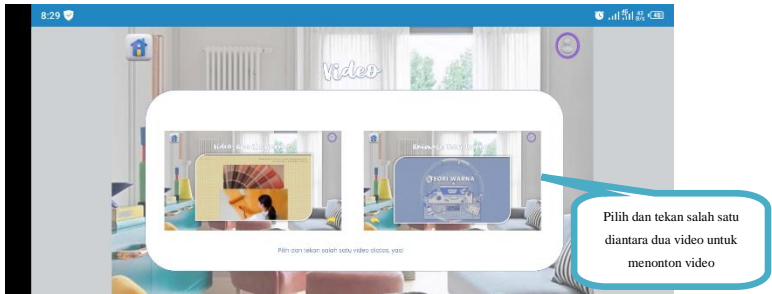 8:29
Video
TEORI WARNA
Pilih dan tekan salah satu video diatas, yaa!
Pilih dan tekan salah satu
diantara dua video untuk
menonton video